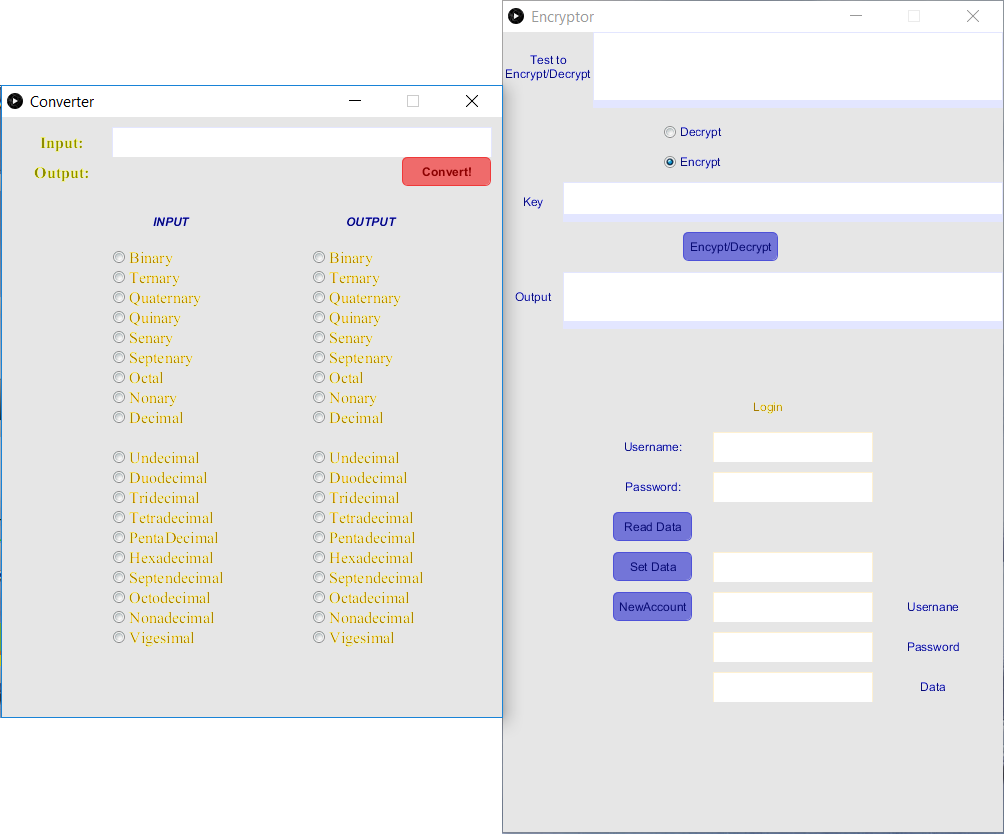 Converter
Input:
Output:
Convert!
INPUT
OUTPUT
Binary
Binary
Ternary
Ternary
Quaternary
Quaternary
Quinary
Quinary
Senary
Senary
Septenary
Septenary
Octal
Octal
Nonary
Nonary
Decimal
Decimal
Undecimal
Undecimal
Duodecimal
Duodecimal
Tridecimal
Tridecimal
Tetradecimal
Tetradecimal
PentaDecimal
Pentadecimal
Hexadecimal
Hexadecimal
Septendecimal
Septendecimal
Octodecimal
Octadecimal
Nonadecimal
Nonadecimal
Vigesimal
Vigesimal
Encryptor
Test to
Encrypt/Decrypt
Decrypt
Encrypt
Key
Encypt/Decrypt
Output
Login
Username:
Password:
Read Data
Set Data
NewAccount
Usernane
Password
Data